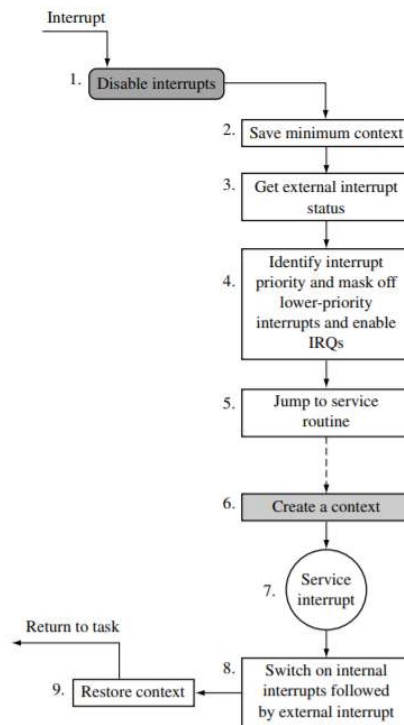 Interrupt
1. Disable interrupts
2. Save minimum context
3. Get external interrupt
status
4. Identify interrupt
priority and mask off
lower-priority
interrupts and enable
IRQs
5. Jump to service
routine
6. Create a context
7. Service
interrupt
8. Switch on internal
interrupts followed
by external interrupt
9. Restore context
Return to task